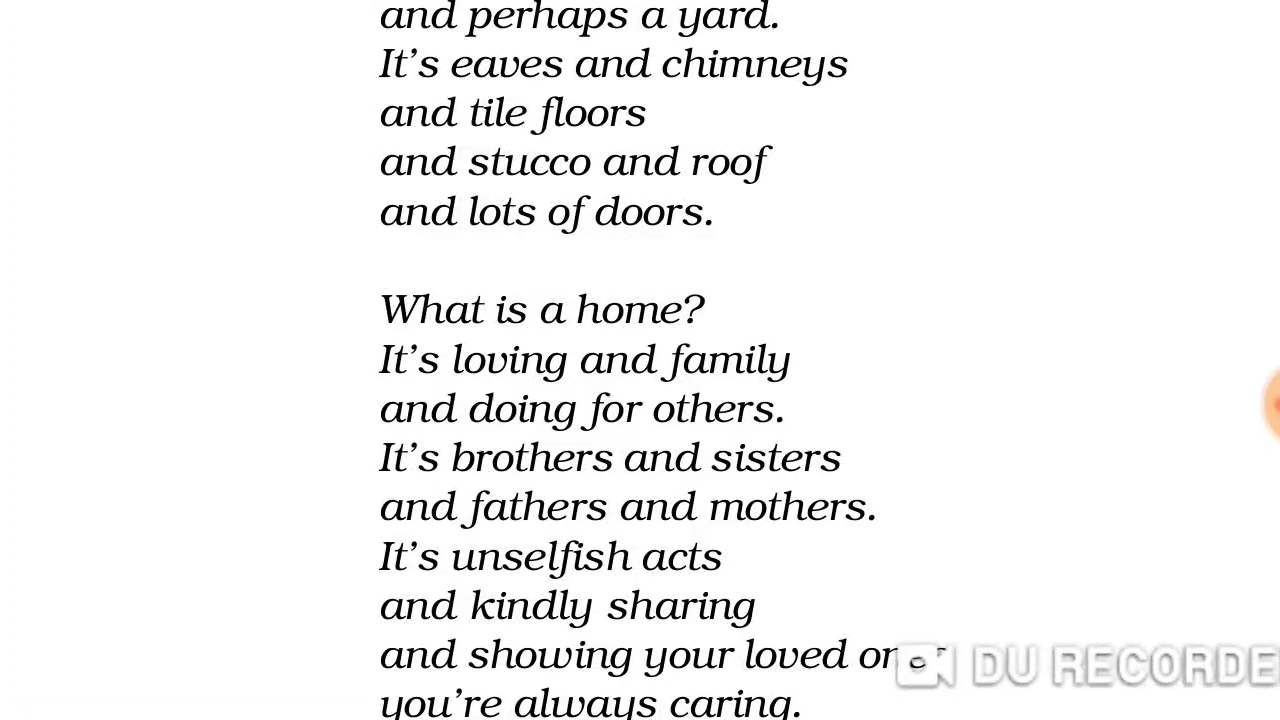 and perhaps a yard.
It's eaves and chimneys
and tile floors
and stucco and roof
and lots of doors.
What is a home?
It's loving and family
and doing for others.
It's brothers and sisters
and fathers and mothers.
It's unselfish acts
and kindly sharing
and showing your loved ones
you're always caring.
DU RECORDE